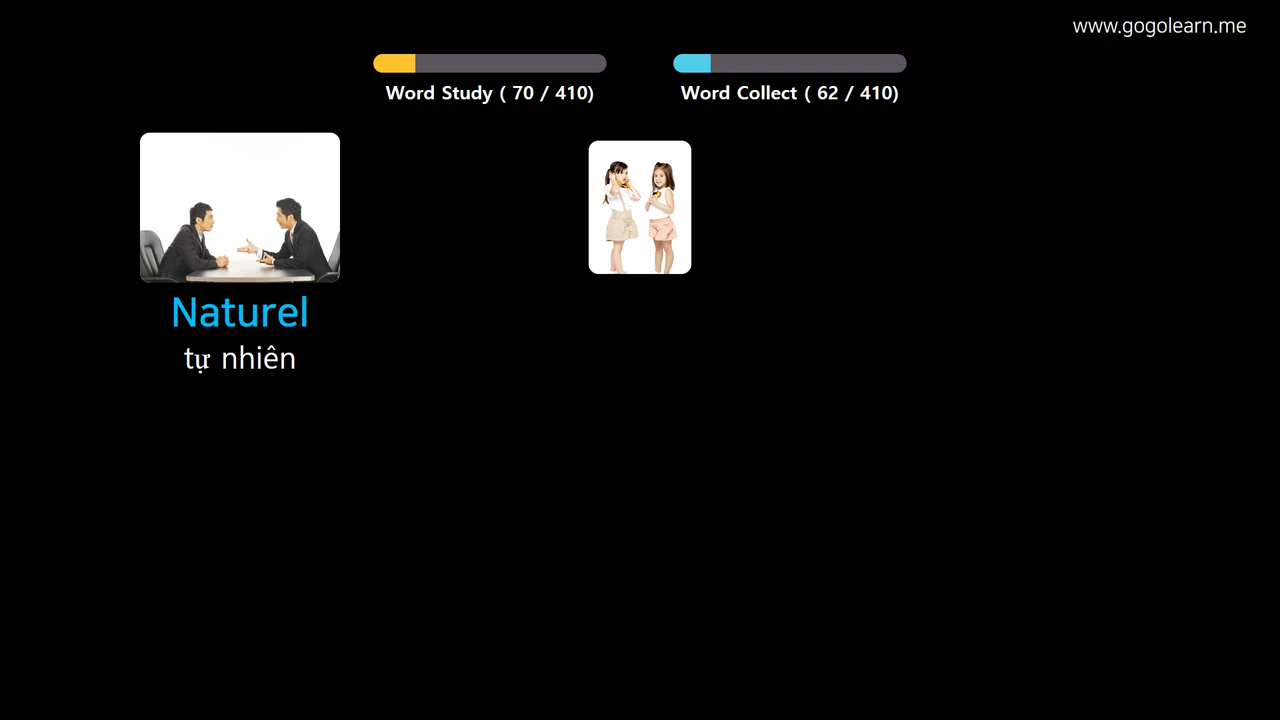 www.gogolearn.me
Word Study ( 70 / 410)
Word Collect ( 62 / 410)
Naturel
tự nhiên